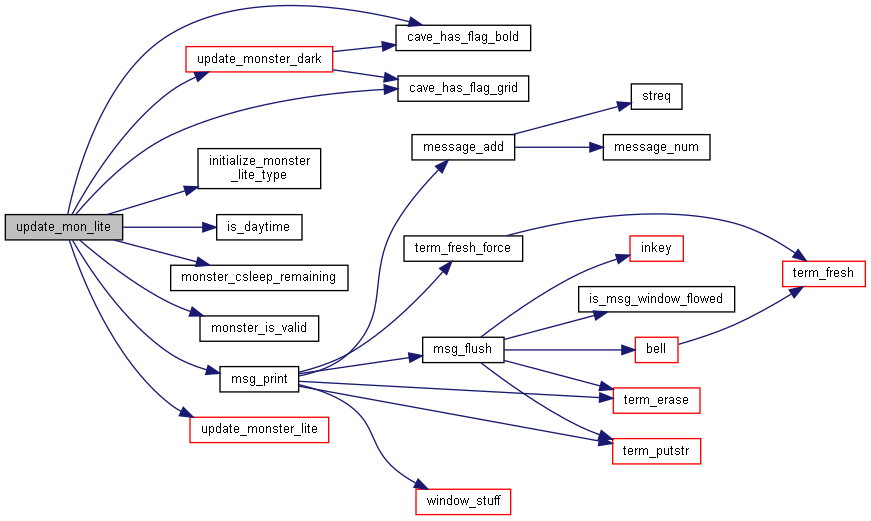 update_mon_lite
cave_has_flag_bold
update_monster_dark
cave_has_flag_grid
initialize_monster
_lite_type
is_daytime
monster_csleep_remaining
monster_is_valid
msg_print
update_monster_lite
message_add
streq
message_num
term_fresh_force
term_fresh
msg_flush
inkey
is_msg_window_flowed
bell
term_erase
term_putstr
window_stuff